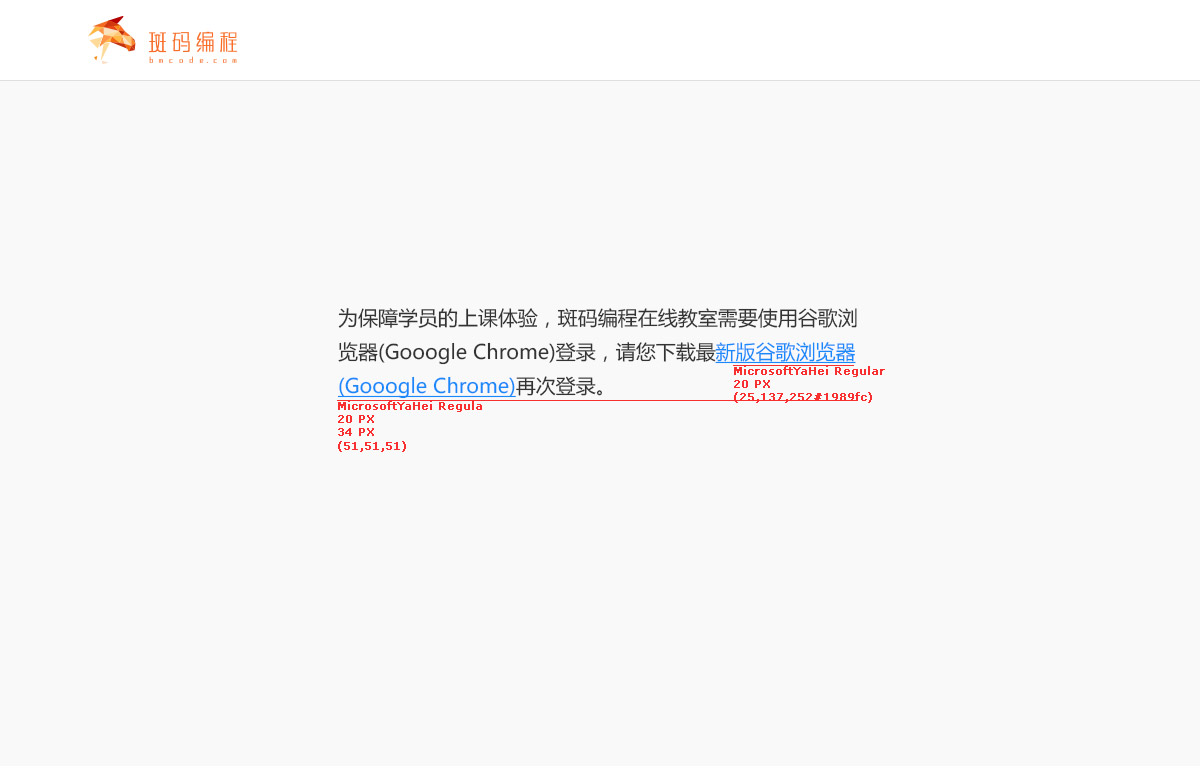 斑码编程
bmcode.com
为保障学员的上课体验，斑码编程在线教室需要使用谷歌浏
览器(Gooogle Chrome)登录，请您下载最新版谷歌浏览器
MicrosoftYaHei Regular
20 PX
(25,137,252#1989fc)
(Gooogle Chrome)再次登录。
MicrosoftYaHei Regula
20 PX
34 PX
(51,51,51)